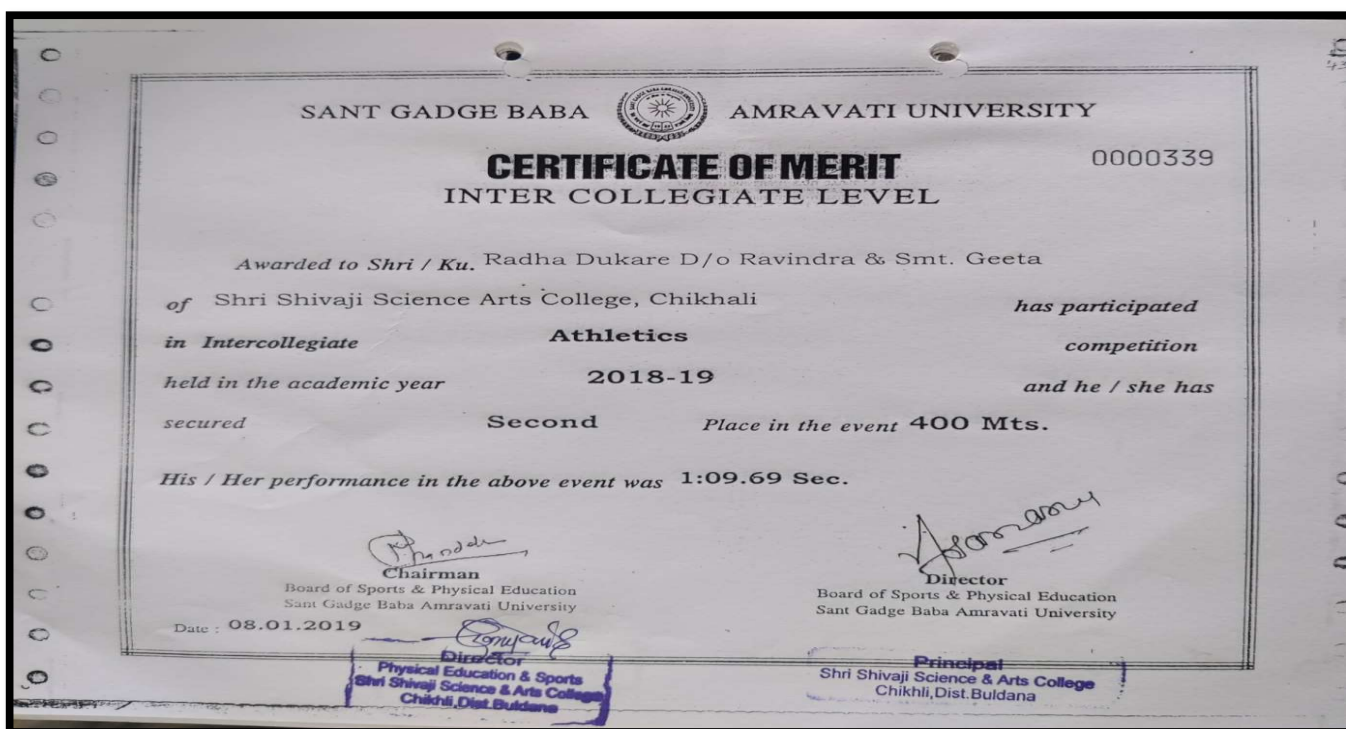 SANT GADGE BABA AMRAVATI UNIVERSITY
CERTIFICATE OF MERIT
0000339
INTER COLLEGIATE LEVEL
Awarded to Shri / Ku. Radha Dukare D/o Ravindra & Smt. Geeta
of Shri Shivaji Science Arts College, Chikhali has participated
in Intercollegiate Athletics competition
held in the academic year 2018-19 and he / she has
secured Second Place in the event 400 Mts.
His / Her performance in the above event was 1:09.69 Sec.
Chairman
Board of Sports & Physical Education
Sant Gadge Baba Amravati University
Director
Board of Sports & Physical Education
Sant Gadge Baba Amravati University
Date : 08.01.2019
Director
Physical Education & Sports
Shri Shivaji Science & Arts College
Chikhli,Dist.Buldana
Principal
Shri Shivaji Science & Arts College
Chikhli,Dist.Buldana